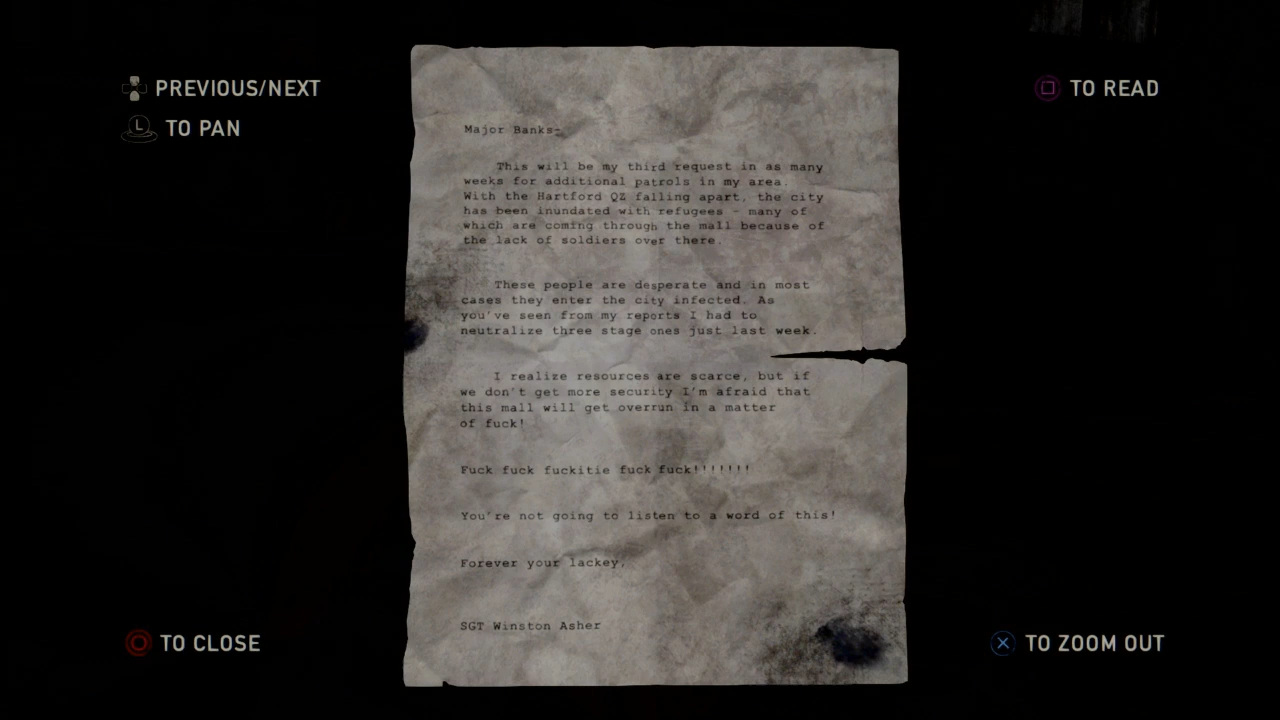 PREVIOUS/NEXT
L TO PAN
TO READ
Major Banks-
This will be my third request in as many
weeks for additional patrols in my area.
With the Hartford QZ falling apart, the city
has been inundated with refugees - many of
which are coming through the mall because of
the lack of soldiers over there.
These people are desperate and in most
cases they enter the city infected. As
you've seen from my reports I had to
neutralize three stage ones just last week.
I realize resources are scarce, but if
we don't get more security I'm afraid that
this mall will get overrun in a matter
of fuck!
Fuck fuck fuckitie fuck fuck!!!!!!!
You're not going to listen to a word of this!
Forever your lackey,
SGT Winston Asher
TO CLOSE
TO ZOOM OUT